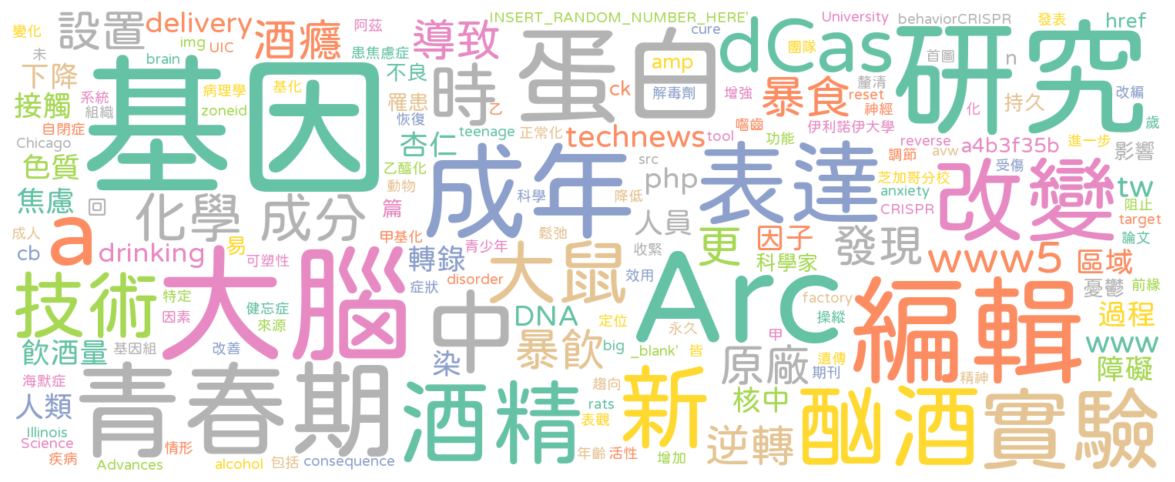 變化
設置
delivery
酒癮
阿茲
導致
INSERT_RANDOM_NUMBER_HERE'
cure
University
behaviorCRISPR
發表
href
未
img
UIC
患焦慮症
團隊
首圖
n
基因
時
蛋白
dCas
研究
brain
下降
病理學
基化
不良
amp
解毒劑
增強
暴食
釐清
持久
改編
接觸
系統
組織
zoneid
罹患
恢復
ck
乙
reset
神經
化
歲
自閉症
teenage
正常化
嚙齒
功能
伊利諾伊大學
Chicago
杏仁
technews
tool
reverse
a4b3f35b
進一步
色質
乙醯化
動物
成年
src
表達
調節
avw
受傷
影響
焦慮
回
化學
成分
篇
科學
降低
php
芝加哥分校
anxiety
CRISPR
改變
tw
阻止
target
成人
a
易
甲基化
青少年
鬆弛
人員
更
因子
發現
論文
cb
drinking
可塑性
轉錄
收緊
科學家
www5
區域
技術
特定
因素
大腦
健忘症
來源
症狀
disorder
中
大鼠
效用
Arc
factory
操縱
編輯
憂鬱
前緣
過程
DNA
定位
永久
飲酒量
基因組
改善
染
暴飲
big
_blank'
皆
甲
原廠
遺傳
期刊
www
障礙
海默症
青春期
酒精
趨向
新
核中
酗酒
精神
實驗
人類
rats
表觀
Illinois
Science
疾病
情形
Advances
alcohol
包括
consequence
年齡
活性
增加
逆轉